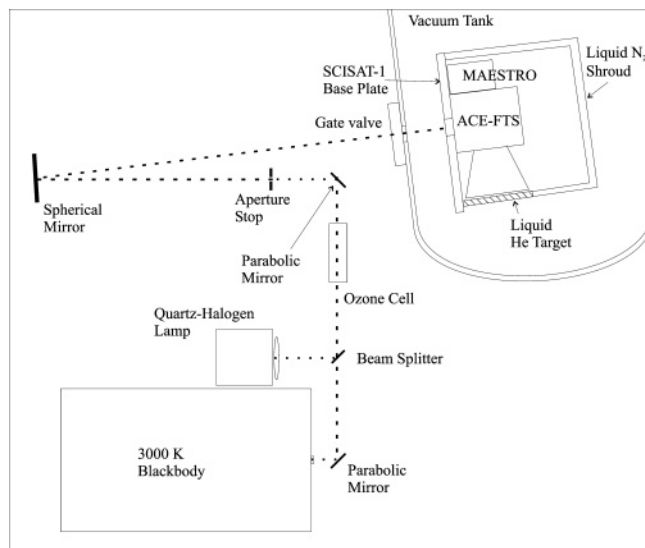 Vacuum Tank
SCISAT-1
Base Plate
MAESTRO
Liquid N₂
Shroud
Gate valve
ACE-FTS
Spherical
Mirror
Aperture
Stop
Liquid
He Target
Parabolic
Mirror
Ozone Cell
Quartz-Halogen
Lamp
Beam Splitter
3000 K
Blackbody
Parabolic
Mirror